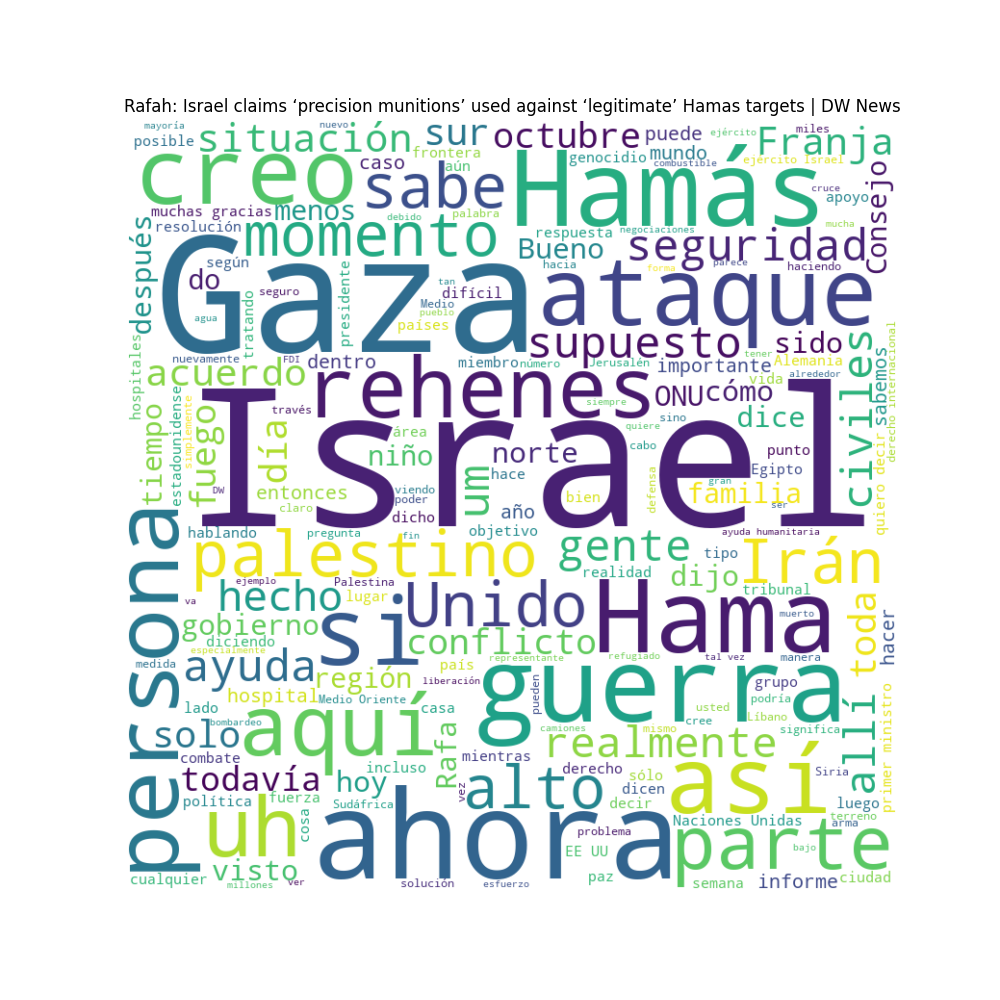 Rafah: Israel claims ‘precision munitions’ used against ‘legitimate’ Hamas targets | DW News
mayoría
nuevo
posible
situación
sur
octubre
puede
ejército
miles
Franja
creo
caso
frontera
aún
genocidio
mundo
combustible
ejército Israel
sabe
Hamás
cruce
apoyo
Consejo
muchas gracias
menos
resolución
debido
palabra
momento
respuesta
negociaciones
mucha
Bueno
seguridad
después
según
do
hacia
forma
parece
haciendo
Gaza
ataque
seguro
tratando
presidente
tan
difícil
Medio
pueblo
agua
países
supuesto
sido
hospitales
nuevamente
FDI
dentro
miembro
número
Jerusalén
importante
tener
Alemania
vida
alrededor
civiles
sabemos
derecho internacional
acuerdo
rehenes
ONU
cómo
estadounidense
simplemente
tiempo
fuego
través
siempre
quiere
sino
dice
Israel
día
área
niño
norte
cabo
punto
quiero decir
DW
entonces
viendo
poder
um
hace
Egipto
defensa
gran
familia
ser
claro
dicho
año
bien
hablando
pregunta
fin
objetivo
ayuda humanitaria
persona
palestino
gente
realidad
dijo
tipo
Irán
tribunal
ejemplo
Palestina
lugar
va
hecho
si
Unido
Hama
muerto
toda
hacer
gobierno
diciendo
especialmente
conflicto
medida
ayuda
país
representante
refugiado
tal vez
manera
región
liberación
guerra
grupo
hospital
Medio Oriente
casa
pueden
podría
usted
lado
bombardeo
aquí
camiones
cree
mismo
Líbano
significa
allí
primer ministro
solo
combate
Rafa
realmente
mientras
todavía
incluso
hoy
vez
alto
derecho
sólo
dicen
así
Siria
luego
política
fuerza
Sudáfrica
decir
terreno
arma
uh
cosa
ahora
problema
Naciones Unidas
parte
EE UU
bajo
visto
paz
cualquier
millones
ver
solución
esfuerzo
semana
informe
ciudad